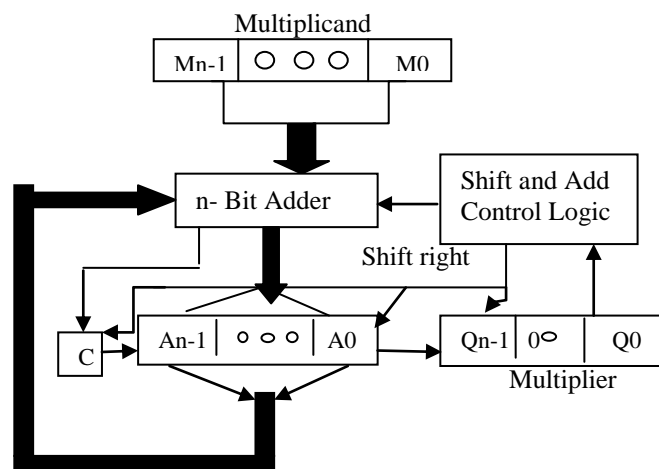 Multiplicand
Mn-1 M0
n- Bit Adder
Shift and Add
Control Logic
Shift right
C
An-1 A0
Qn-1 0 Q0
Multiplier